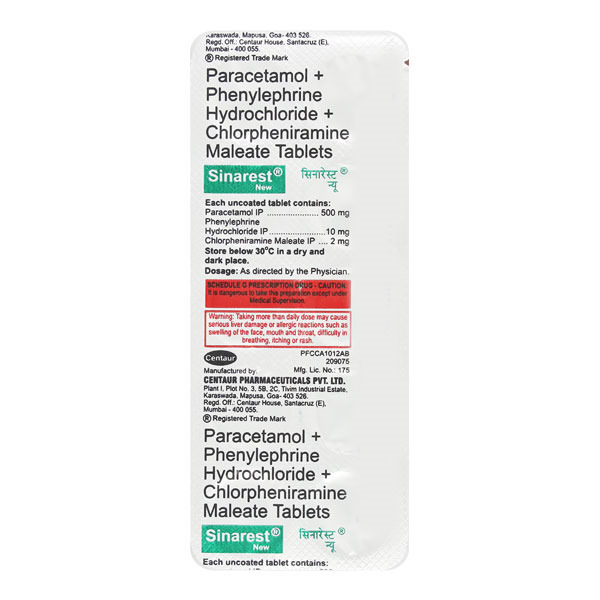 Karaswada, Mapusa, Goa- 403 526.
Regd. Off.: Centaur House, Santacruz (E),
Mumbai - 400 055.
® Registered Trade Mark
Paracetamol +
Phenylephrine
Hydrochloride +
Chlorpheniramine
Maleate Tablets
Sinarest® सिनारेस्ट®
New न्यू
Each uncoated tablet contains:
Paracetamol IP .................. 500 mg
Phenylephrine
Hydrochloride IP................... 10 mg
Chlorpheniramine Maleate IP .... 2 mg
Store below 30°C in a dry and
dark place.
Dosage: As directed by the Physician.
SCHEDULE G PRESCRIPTION DRUG - CAUTION:
It is dangerous to take this preparation except under
Medical Supervision.
Warning: Taking more than daily dose may cause
serious liver damage or allergic reactions such as
swelling of the face, mouth and throat, difficulty in
breathing, itching or rash.
Centaur PFCCA1012AB
209075
Manufactured by. Mfg. Lic. No.: 175
CENTAUR PHARMACEUTICALS PVT. LTD.
Plant I, Plot No. 3, 5B, 2C, Tivim Industrial Estate,
Karaswada, Mapusa, Goa- 403 526.
Regd. Off.: Centaur House, Santacruz (E),
Mumbai - 400 055.
® Registered Trade Mark
Paracetamol +
Phenylephrine
Hydrochloride +
Chlorpheniramine
Maleate Tablets
Sinarest® सिनारेस्ट®
New न्यू
Each uncoated tablet contains: